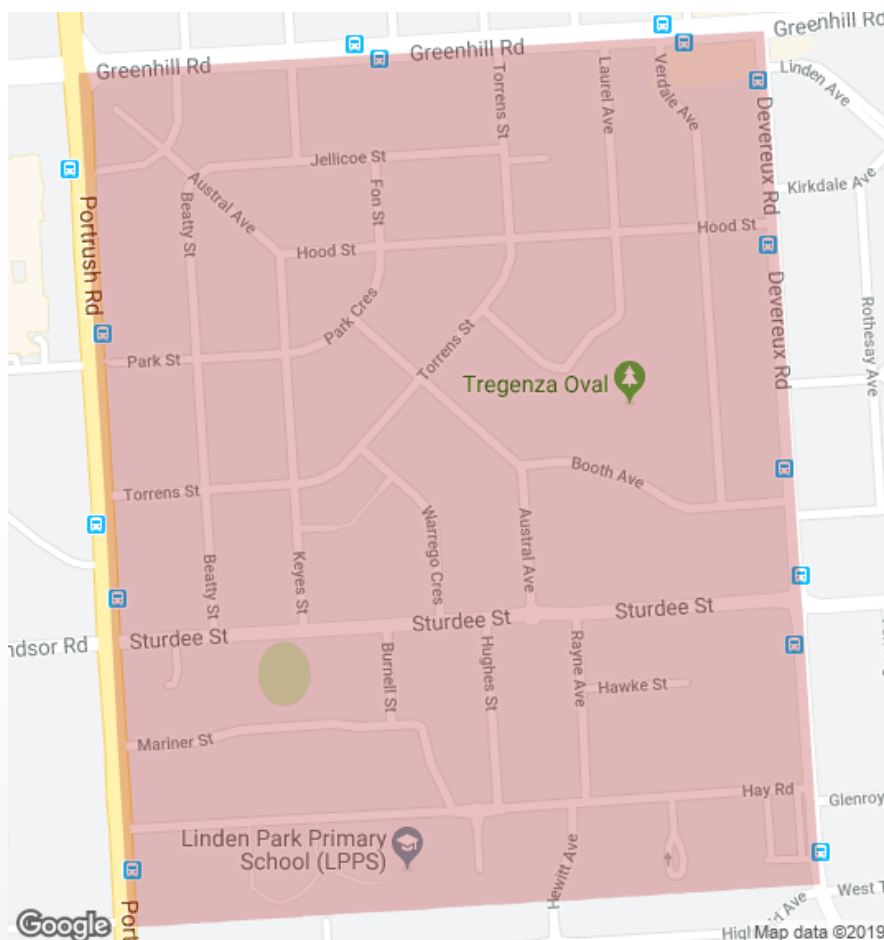 Greenhill Rd
Greenhill Rd
Greenhill Rd
Linden Ave
Torrens St
Laurel Ave
Verdale Ave
Devereux Rd
Jellicoe St
Kirkdale Ave
Austral Ave
Fon St
Beatty St
Portrush Rd
Hood St
Hood St
Devereux Rd
Rothesay Ave
Park Cres
Torrens St
Park St
Tregenza Oval
Booth Ave
Torrens St
Warrego Cres
Austral Ave
Keyes St
Beatty St
Sturdee St
Sturdee St
Sturdee St
ndsor Rd
Burnell St
Hughes St
Rayne Ave
Hawke St
Mariner St
Hay Rd
Glenroy
Linden Park Primary
School (LPPS)
Hewitt Ave
West T
Port
Google
Map data ©2019